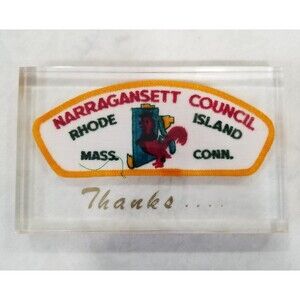 NARRAGANSETT COUNCIL
RHODE ISLAND
MASS. CONN.
Thanks....